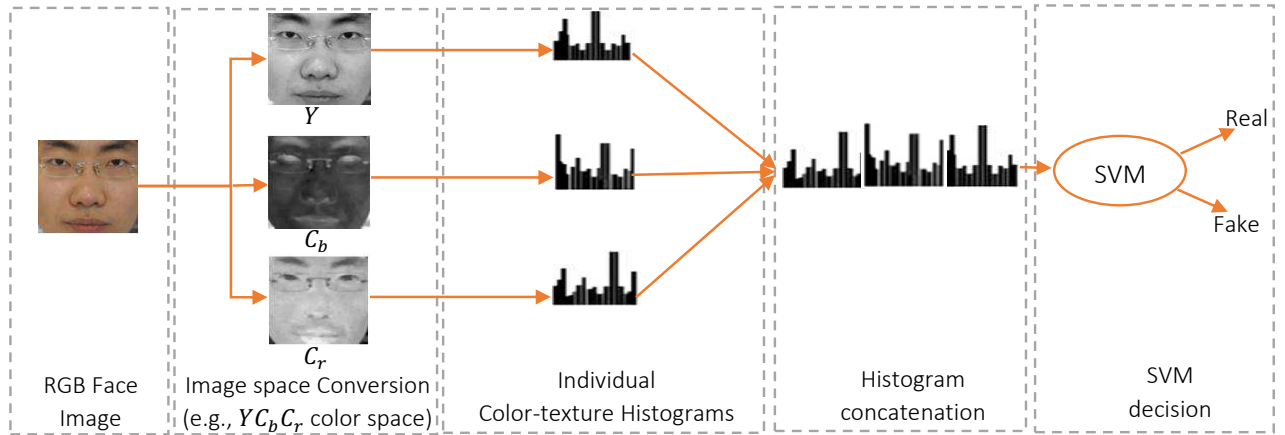 Y
C_b
C_r
SVM
Real
Fake
RGB Face
Image
Image space Conversion
(e.g., YC_bC_r color space)
Individual
Color-texture Histograms
Histogram
concatenation
SVM
decision